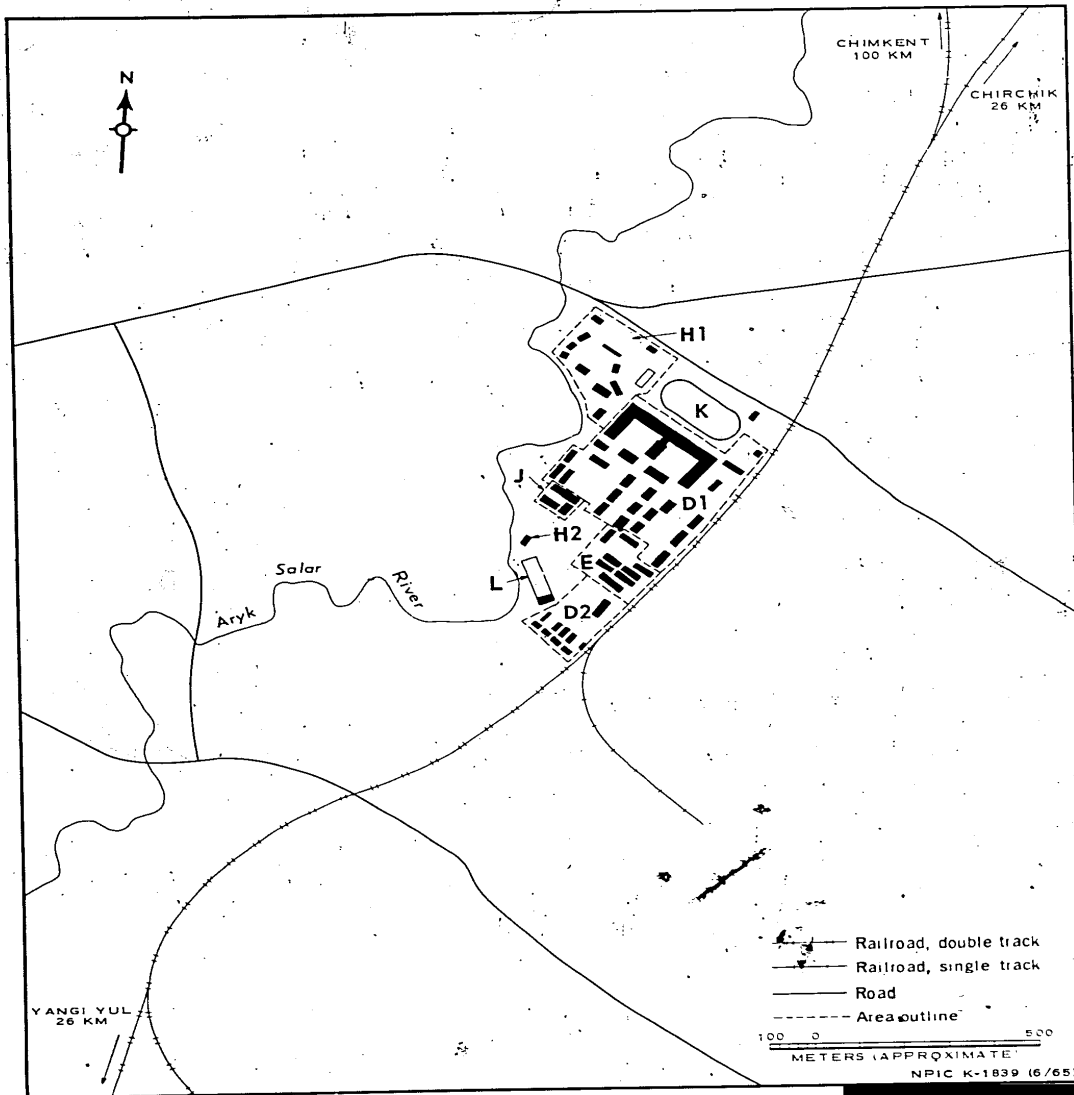 CHIMKENT
100 KM
CHIRCHIK
26 KM
N
H1
K
J
D1
H2
E
L
D2
Aryk Salar River
YANGI YUL
26 KM
Railroad, double track
Railroad, single track
Road
Area outline
100 0 500
METERS (APPROXIMATE)
NPIC K-1839 (6/65)